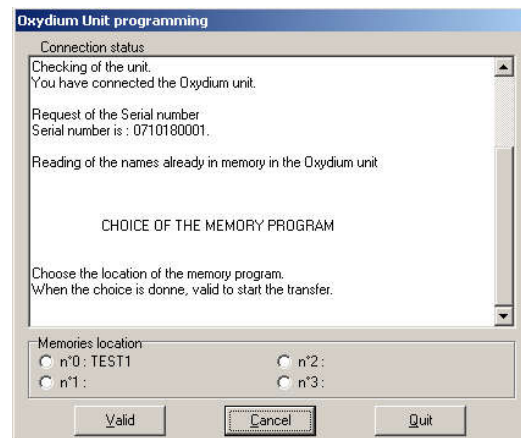 Oxydium Unit programming
Connection status
Checking of the unit.
You have connected the Oxydium unit.
Request of the Serial number
Serial number is : 0710180001.
Reading of the names already in memory in the Oxydium unit
CHOICE OF THE MEMORY PROGRAM
Choose the location of the memory program.
When the choice is donne, valid to start the transfer.
Memories location
n°0 : TEST1
n°2 :
n°1 :
n°3 :
Valid
Cancel
Quit